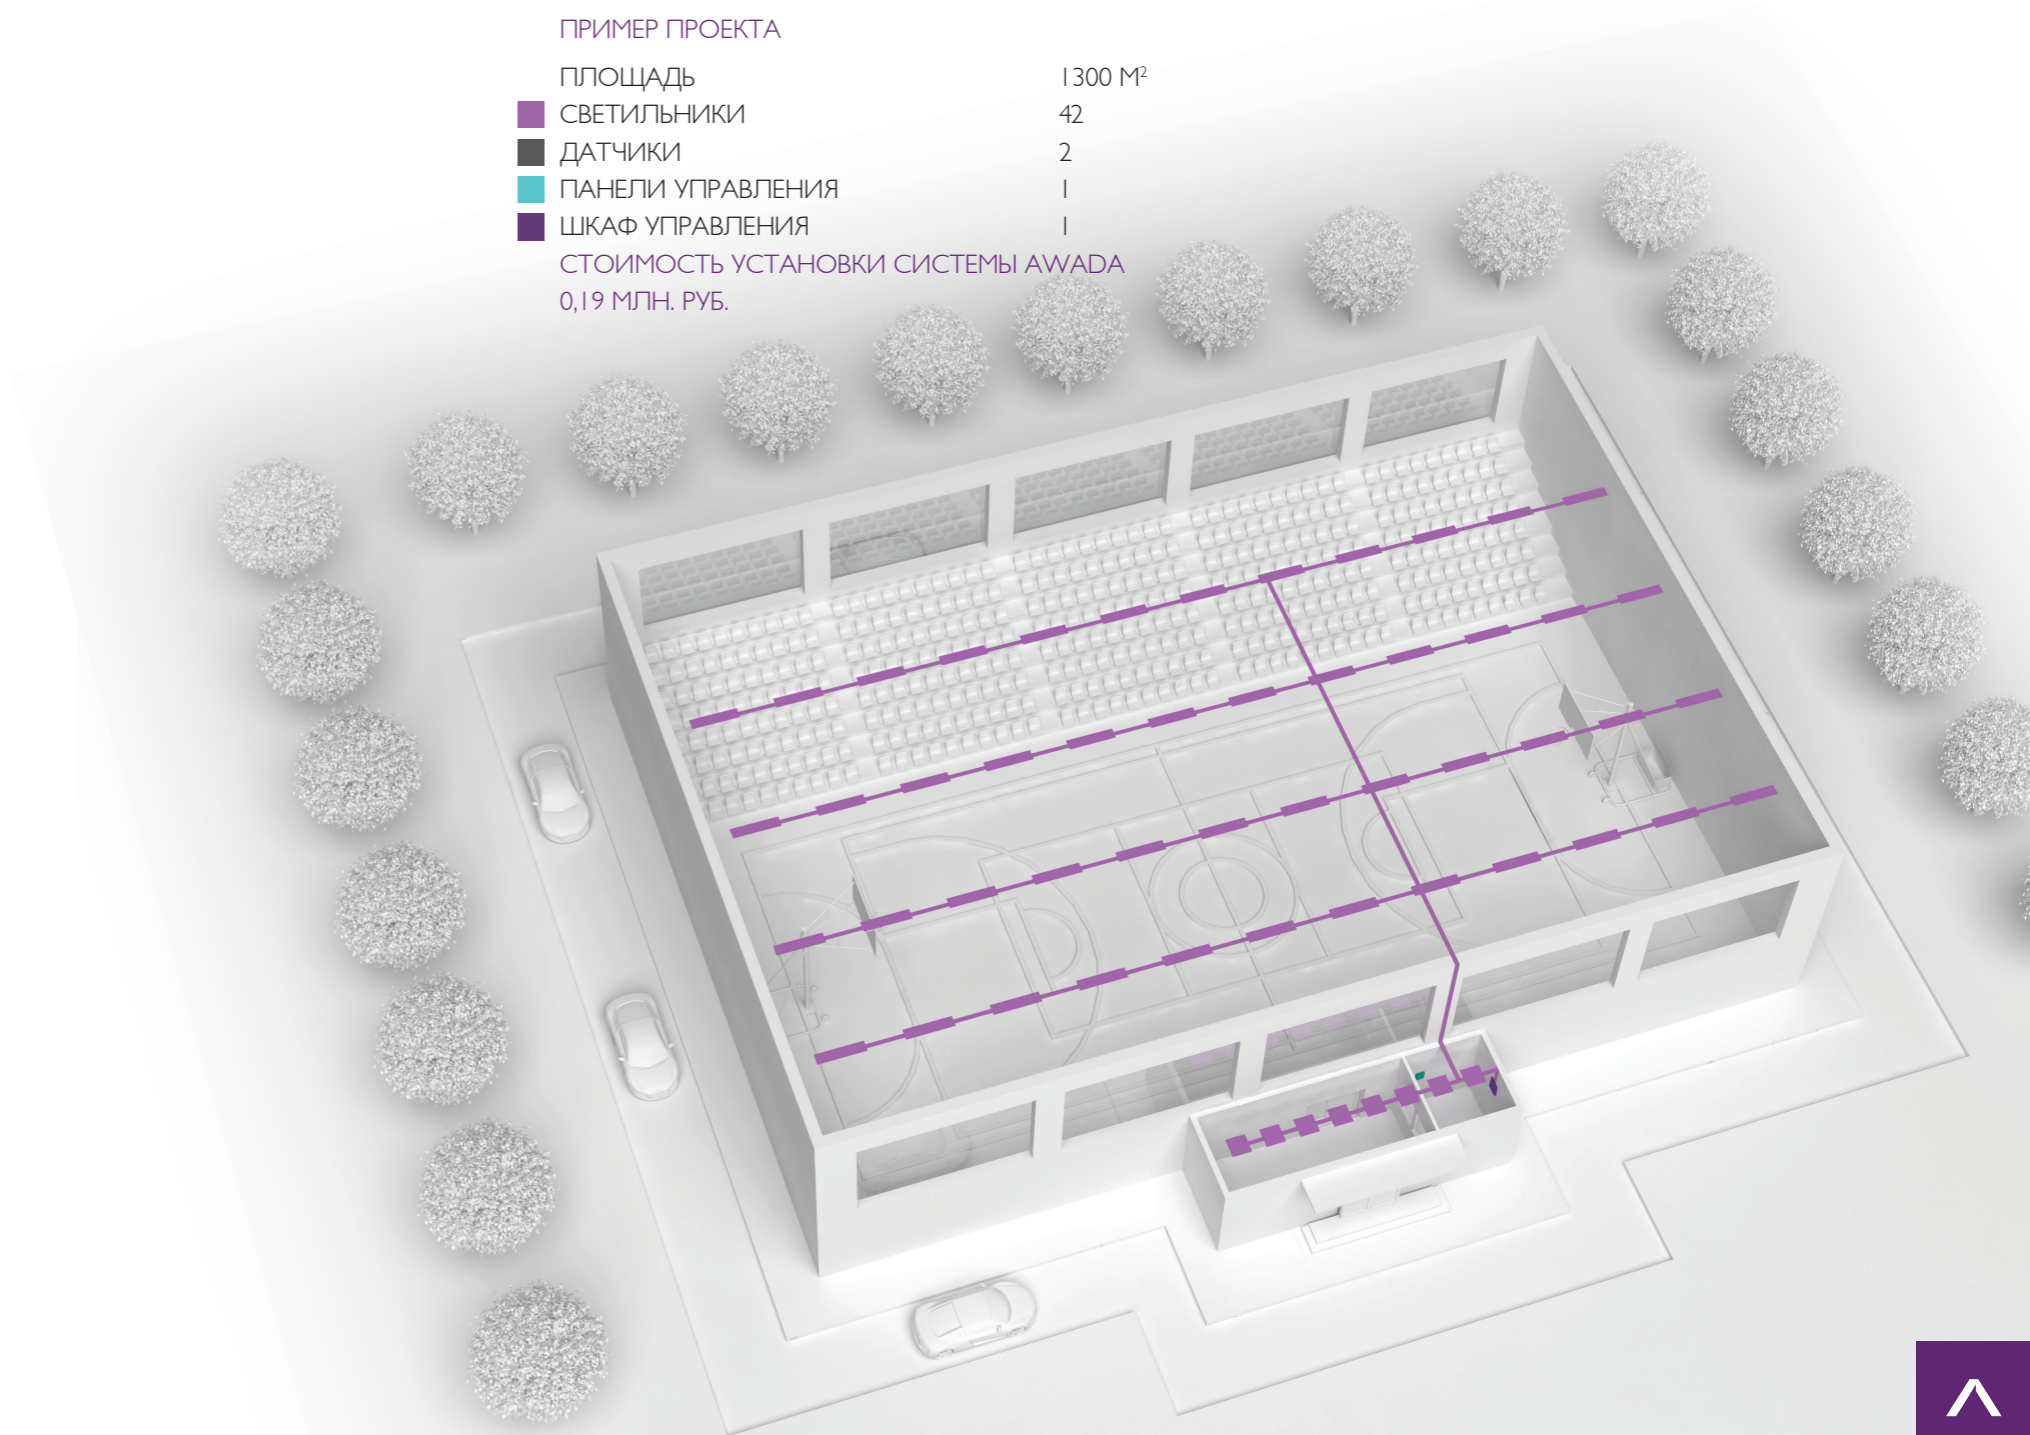 ПРИМЕР ПРОЕКТА
ПЛОЩАДЬ 1300 М²
СВЕТИЛЬНИКИ 42
ДАТЧИКИ 2
ПАНЕЛИ УПРАВЛЕНИЯ 1
ШКАФ УПРАВЛЕНИЯ 1
СТОИМОСТЬ УСТАНОВКИ СИСТЕМЫ AWADA
0,19 МЛН. РУБ.